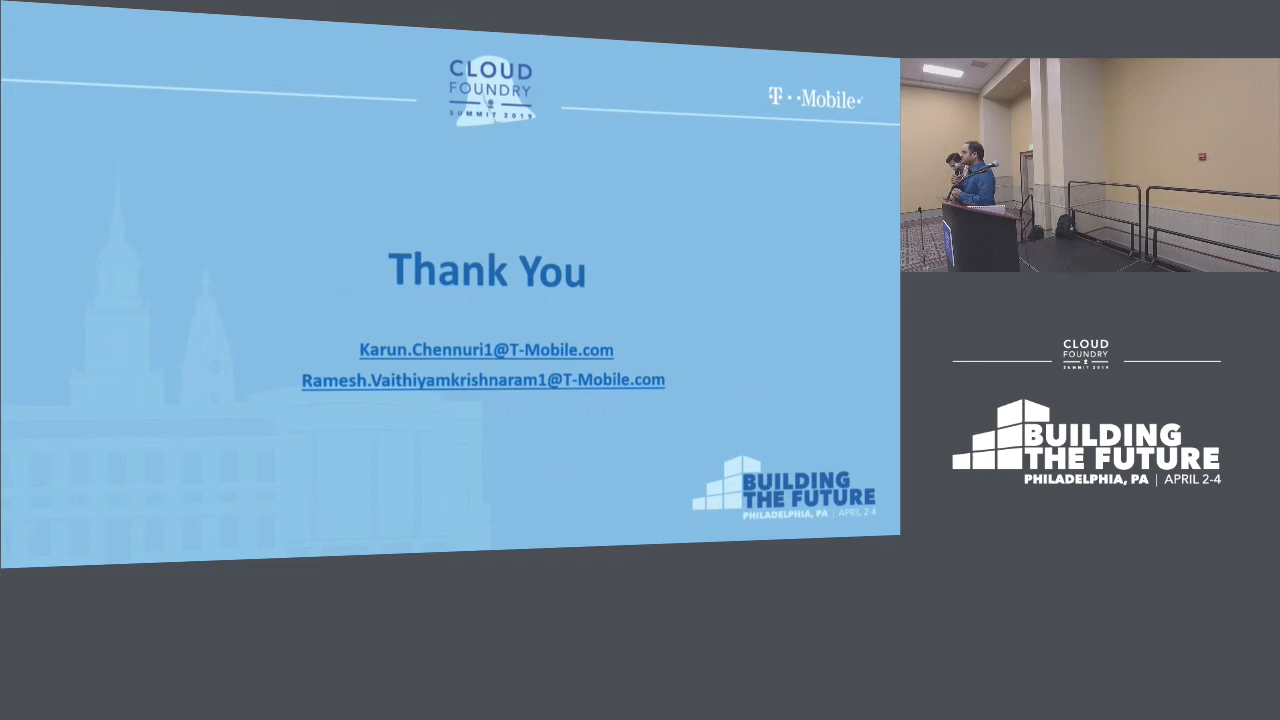 CLOUD
FOUNDRY
SUMMIT 2019
T··Mobile·
Thank You
Karun.Chennuri1@T-Mobile.com
Ramesh.Vaithiyamkrishnaram1@T-Mobile.com
BUILDING
THE FUTURE
PHILADELPHIA, PA | APRIL 2-4
CLOUD
FOUNDRY
SUMMIT 2019
BUILDING
THE FUTURE
PHILADELPHIA, PA | APRIL 2-4